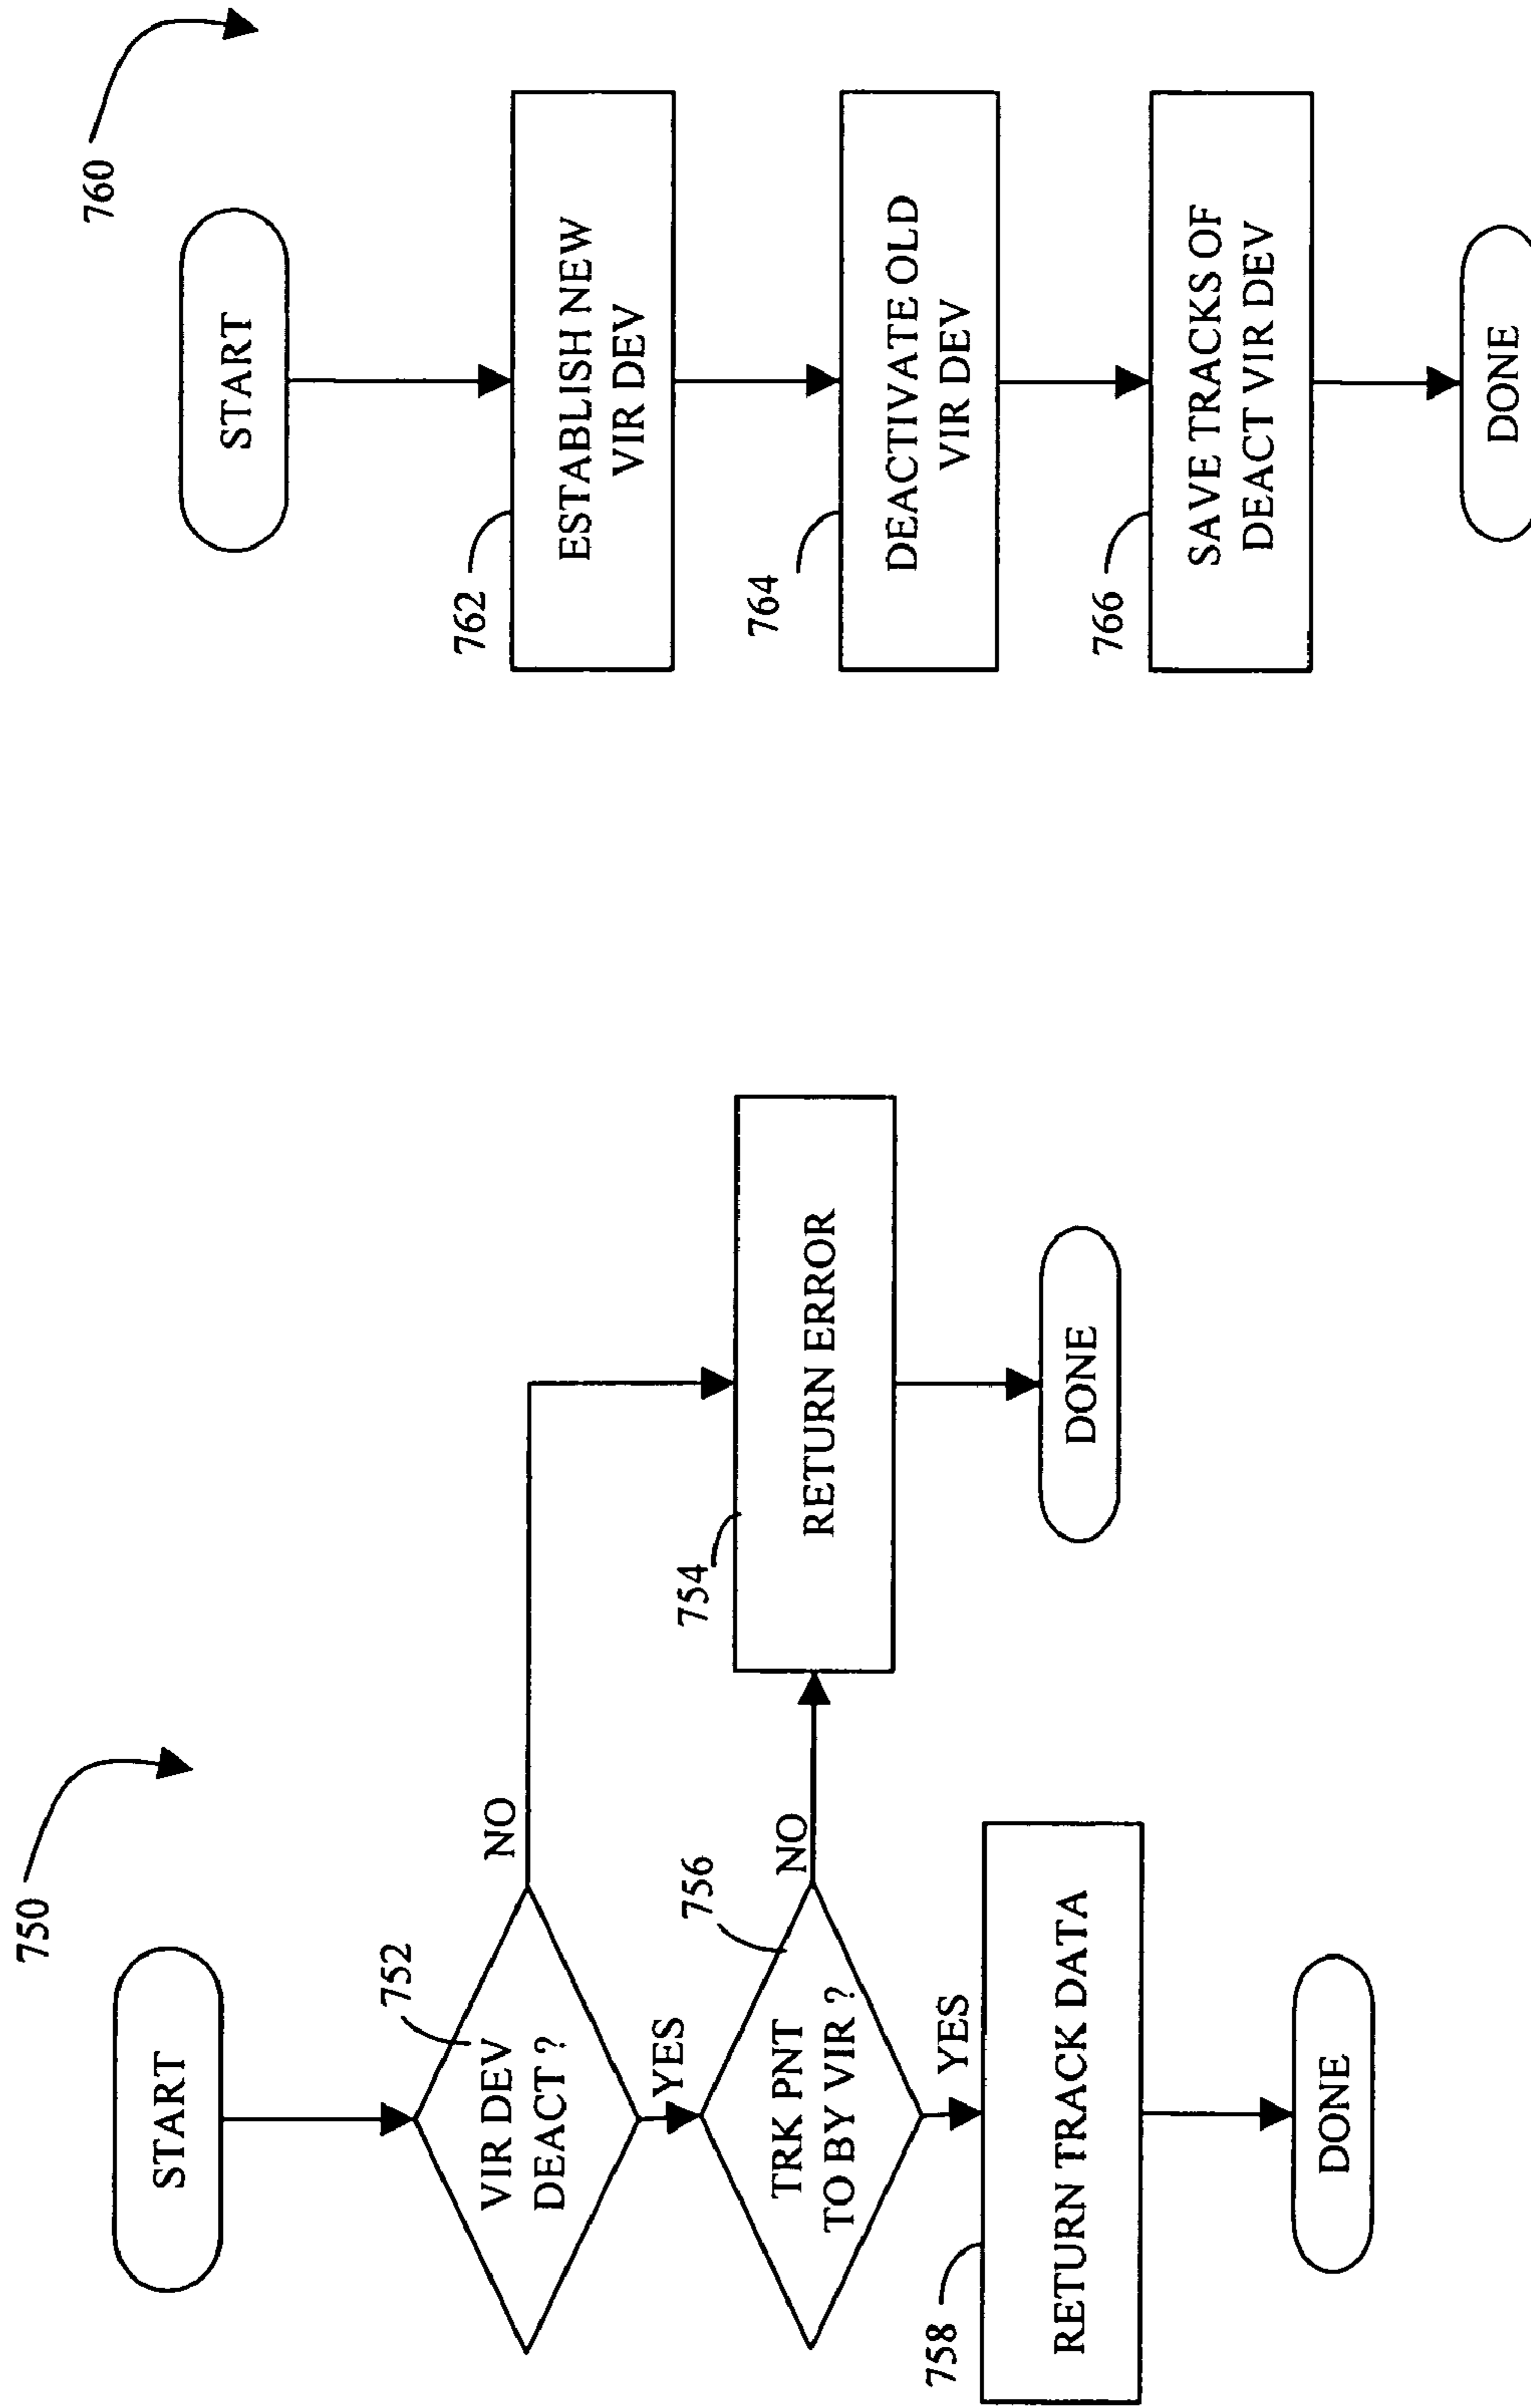 750
START
752
VIR DEV
DEACT ?
NO
YES
756
TRK PNT
TO BY VIR ?
NO
YES
754
RETURN ERROR
DONE
758
RETURN TRACK DATA
DONE
760
START
762
ESTABLISH NEW
VIR DEV
764
DEACTIVATE OLD
VIR DEV
766
SAVE TRACKS OF
DEACT VIR DEV
DONE